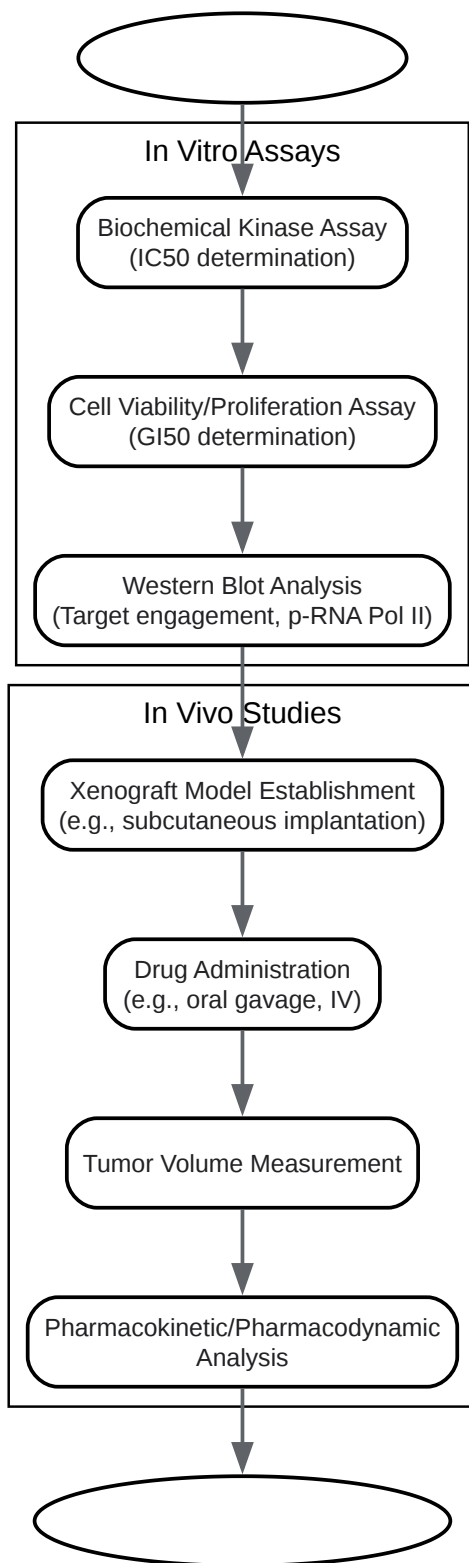 In Vitro Assays
Biochemical Kinase Assay
(IC50 determination)
Cell Viability/Proliferation Assay
(GI50 determination)
Western Blot Analysis
(Target engagement, p-RNA Pol II)
In Vivo Studies
Xenograft Model Establishment
(e.g., subcutaneous implantation)
Drug Administration
(e.g., oral gavage, IV)
Tumor Volume Measurement
Pharmacokinetic/Pharmacodynamic
Analysis